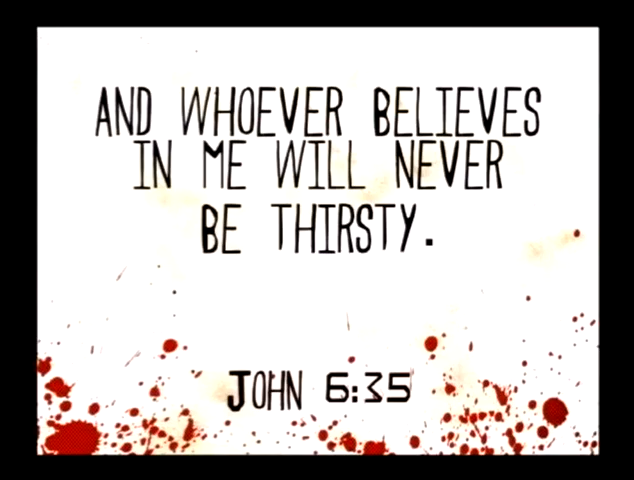 AND WHOEVER BELIEVES
IN ME WILL NEVER
BE THIRSTY.
JOHN 6:35